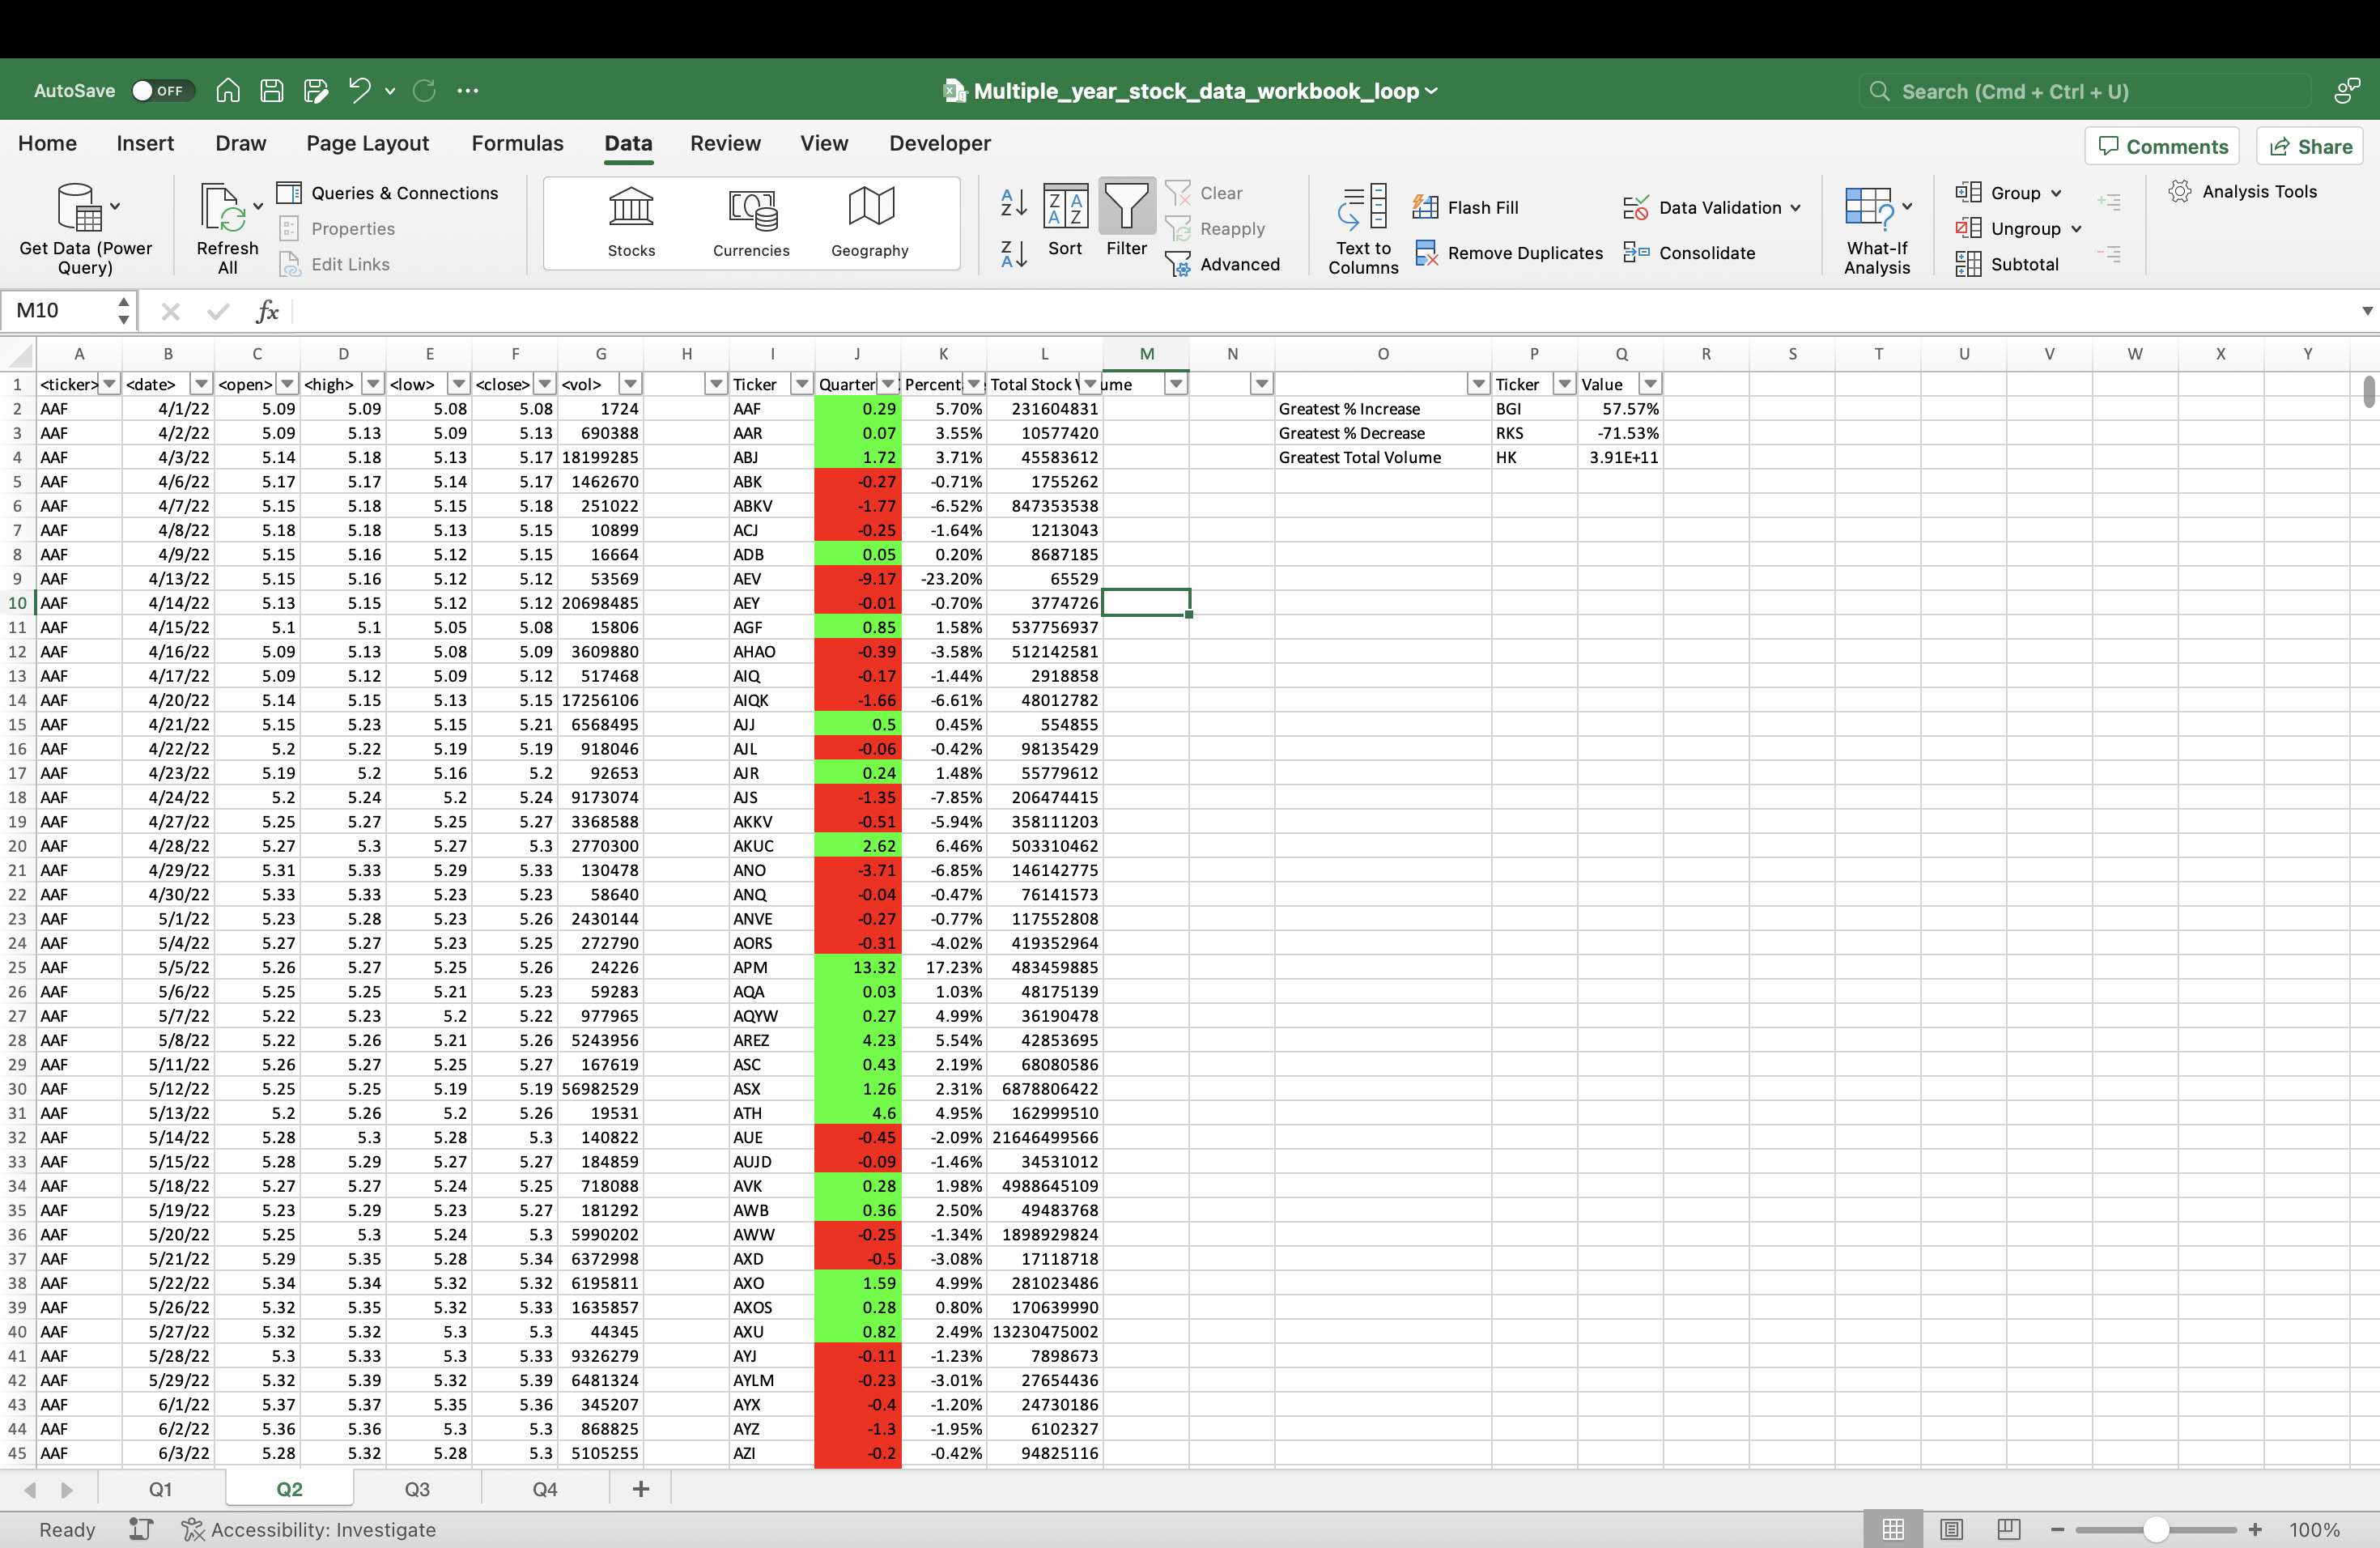 AutoSave OFF Multiple_year_stock_data_workbook_loop Search (Cmd + Ctrl + U)
Home Insert Draw Page Layout Formulas Data Review View Developer Comments Share
Get Data (Power Query) Refresh All Queries & Connections Properties Edit Links Stocks Currencies Geography Sort Filter Clear Reapply Advanced Text to Columns Flash Fill Remove Duplicates Data Validation Consolidate What-If Analysis Group Ungroup Subtotal Analysis Tools
M10 fx
A B C D E F G H I J K L M N O P Q R S T U V W X Y
1 <ticker> <date> <open> <high> <low> <close> <vol> Ticker Quarter Percent Total Stock Volume Ticker Value
2 AAF 4/1/22 5.09 5.09 5.08 5.08 1724 AAF 0.29 5.70% 231604831 Greatest % Increase BGI 57.57%
3 AAF 4/2/22 5.09 5.13 5.09 5.13 690388 AAR 0.07 3.55% 10577420 Greatest % Decrease RKS -71.53%
4 AAF 4/3/22 5.14 5.18 5.13 5.17 18199285 ABJ 1.72 3.71% 45583612 Greatest Total Volume HK 3.91E+11
5 AAF 4/6/22 5.17 5.17 5.14 5.17 1462670 ABK -0.27 -0.71% 1755262
6 AAF 4/7/22 5.15 5.18 5.15 5.18 251022 ABKV -1.77 -6.52% 847353538
7 AAF 4/8/22 5.18 5.18 5.13 5.15 10899 ACJ -0.25 -1.64% 1213043
8 AAF 4/9/22 5.15 5.16 5.12 5.15 16664 ADB 0.05 0.20% 8687185
9 AAF 4/13/22 5.15 5.16 5.12 5.12 53569 AEV -9.17 -23.20% 65529
10 AAF 4/14/22 5.13 5.15 5.12 5.12 20698485 AEY -0.01 -0.70% 3774726
11 AAF 4/15/22 5.1 5.1 5.05 5.08 15806 AGF 0.85 1.58% 537756937
12 AAF 4/16/22 5.09 5.13 5.08 5.09 3609880 AHAO -0.39 -3.58% 512142581
13 AAF 4/17/22 5.09 5.12 5.09 5.12 517468 AIQ -0.17 -1.44% 2918858
14 AAF 4/20/22 5.14 5.15 5.13 5.15 17256106 AIQK -1.66 -6.61% 48012782
15 AAF 4/21/22 5.15 5.23 5.15 5.21 6568495 AJJ 0.5 0.45% 554855
16 AAF 4/22/22 5.2 5.22 5.19 5.19 918046 AJL -0.06 -0.42% 98135429
17 AAF 4/23/22 5.19 5.2 5.16 5.2 92653 AJR 0.24 1.48% 55779612
18 AAF 4/24/22 5.2 5.24 5.2 5.24 9173074 AJS -1.35 -7.85% 206474415
19 AAF 4/27/22 5.25 5.27 5.25 5.27 3368588 AKKV -0.51 -5.94% 358111203
20 AAF 4/28/22 5.27 5.3 5.27 5.3 2770300 AKUC 2.62 6.46% 503310462
21 AAF 4/29/22 5.31 5.33 5.29 5.33 130478 ANO -3.71 -6.85% 146142775
22 AAF 4/30/22 5.33 5.33 5.23 5.23 58640 ANQ -0.04 -0.47% 76141573
23 AAF 5/1/22 5.23 5.28 5.23 5.26 2430144 ANVE -0.27 -0.77% 117552808
24 AAF 5/4/22 5.27 5.27 5.23 5.25 272790 AORS -0.31 -4.02% 419352964
25 AAF 5/5/22 5.26 5.27 5.25 5.26 24226 APM 13.32 17.23% 483459885
26 AAF 5/6/22 5.25 5.25 5.21 5.23 59283 AQA 0.03 1.03% 48175139
27 AAF 5/7/22 5.22 5.23 5.2 5.22 977965 AQYW 0.27 4.99% 36190478
28 AAF 5/8/22 5.22 5.26 5.21 5.26 5243956 AREZ 4.23 5.54% 42853695
29 AAF 5/11/22 5.26 5.27 5.25 5.27 167619 ASC 0.43 2.19% 68080586
30 AAF 5/12/22 5.25 5.25 5.19 5.19 56982529 ASX 1.26 2.31% 6878806422
31 AAF 5/13/22 5.2 5.26 5.2 5.26 19531 ATH 4.6 4.95% 162999510
32 AAF 5/14/22 5.28 5.3 5.28 5.3 140822 AUE -0.45 -2.09% 21646499566
33 AAF 5/15/22 5.28 5.29 5.27 5.27 184859 AUJD -0.09 -1.46% 34531012
34 AAF 5/18/22 5.27 5.27 5.24 5.25 718088 AVK 0.28 1.98% 4988645109
35 AAF 5/19/22 5.23 5.29 5.23 5.27 181292 AWB 0.36 2.50% 49483768
36 AAF 5/20/22 5.25 5.3 5.24 5.3 5990202 AWW -0.25 -1.34% 1898929824
37 AAF 5/21/22 5.29 5.35 5.28 5.34 6372998 AXD -0.5 -3.08% 17118718
38 AAF 5/22/22 5.34 5.34 5.32 5.32 6195811 AXO 1.59 4.99% 281023486
39 AAF 5/26/22 5.32 5.35 5.32 5.33 1635857 AXOS 0.28 0.80% 170639990
40 AAF 5/27/22 5.32 5.32 5.3 5.3 44345 AXU 0.82 2.49% 13230475002
41 AAF 5/28/22 5.3 5.33 5.3 5.33 9326279 AYJ -0.11 -1.23% 7898673
42 AAF 5/29/22 5.32 5.39 5.32 5.39 6481324 AYLM -0.23 -3.01% 27654436
43 AAF 6/1/22 5.37 5.37 5.35 5.36 345207 AYX -0.4 -1.20% 24730186
44 AAF 6/2/22 5.36 5.36 5.3 5.3 868825 AYZ -1.3 -1.95% 6102327
45 AAF 6/3/22 5.28 5.32 5.28 5.3 5105255 AZI -0.2 -0.42% 94825116
Q1 Q2 Q3 Q4 +
Ready Accessibility: Investigate 100%